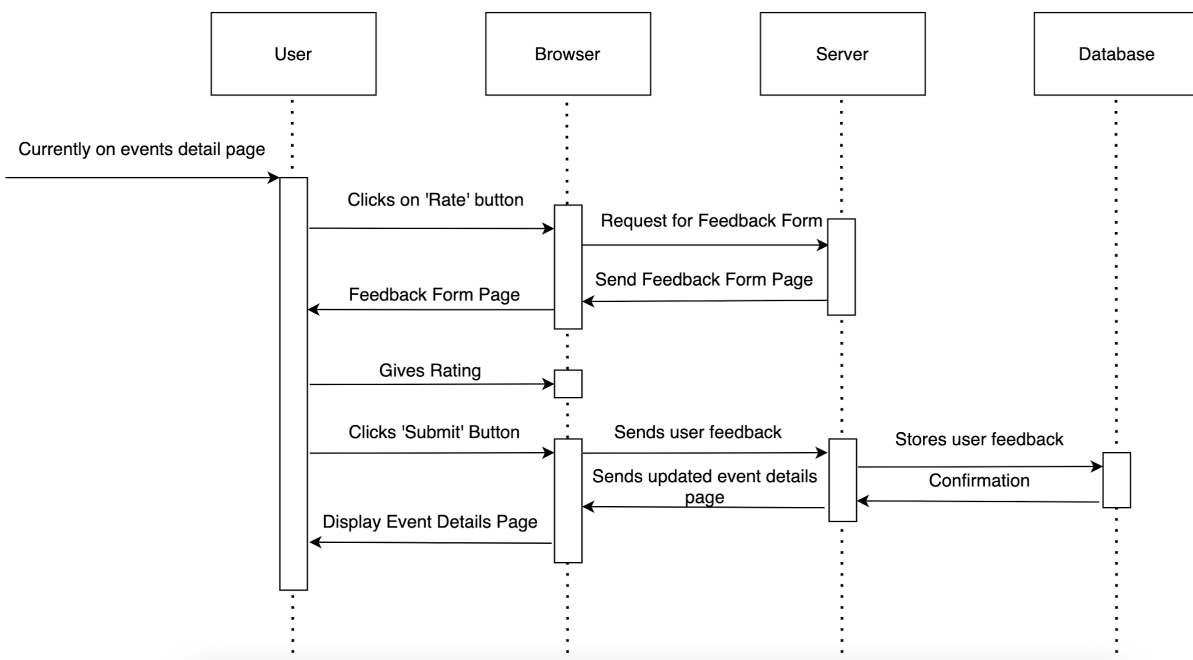 User
Browser
Server
Database
Currently on events detail page
Clicks on 'Rate' button
Request for Feedback Form
Send Feedback Form Page
Feedback Form Page
Gives Rating
Clicks 'Submit' Button
Sends user feedback
Stores user feedback
Sends updated event details
page
Confirmation
Display Event Details Page